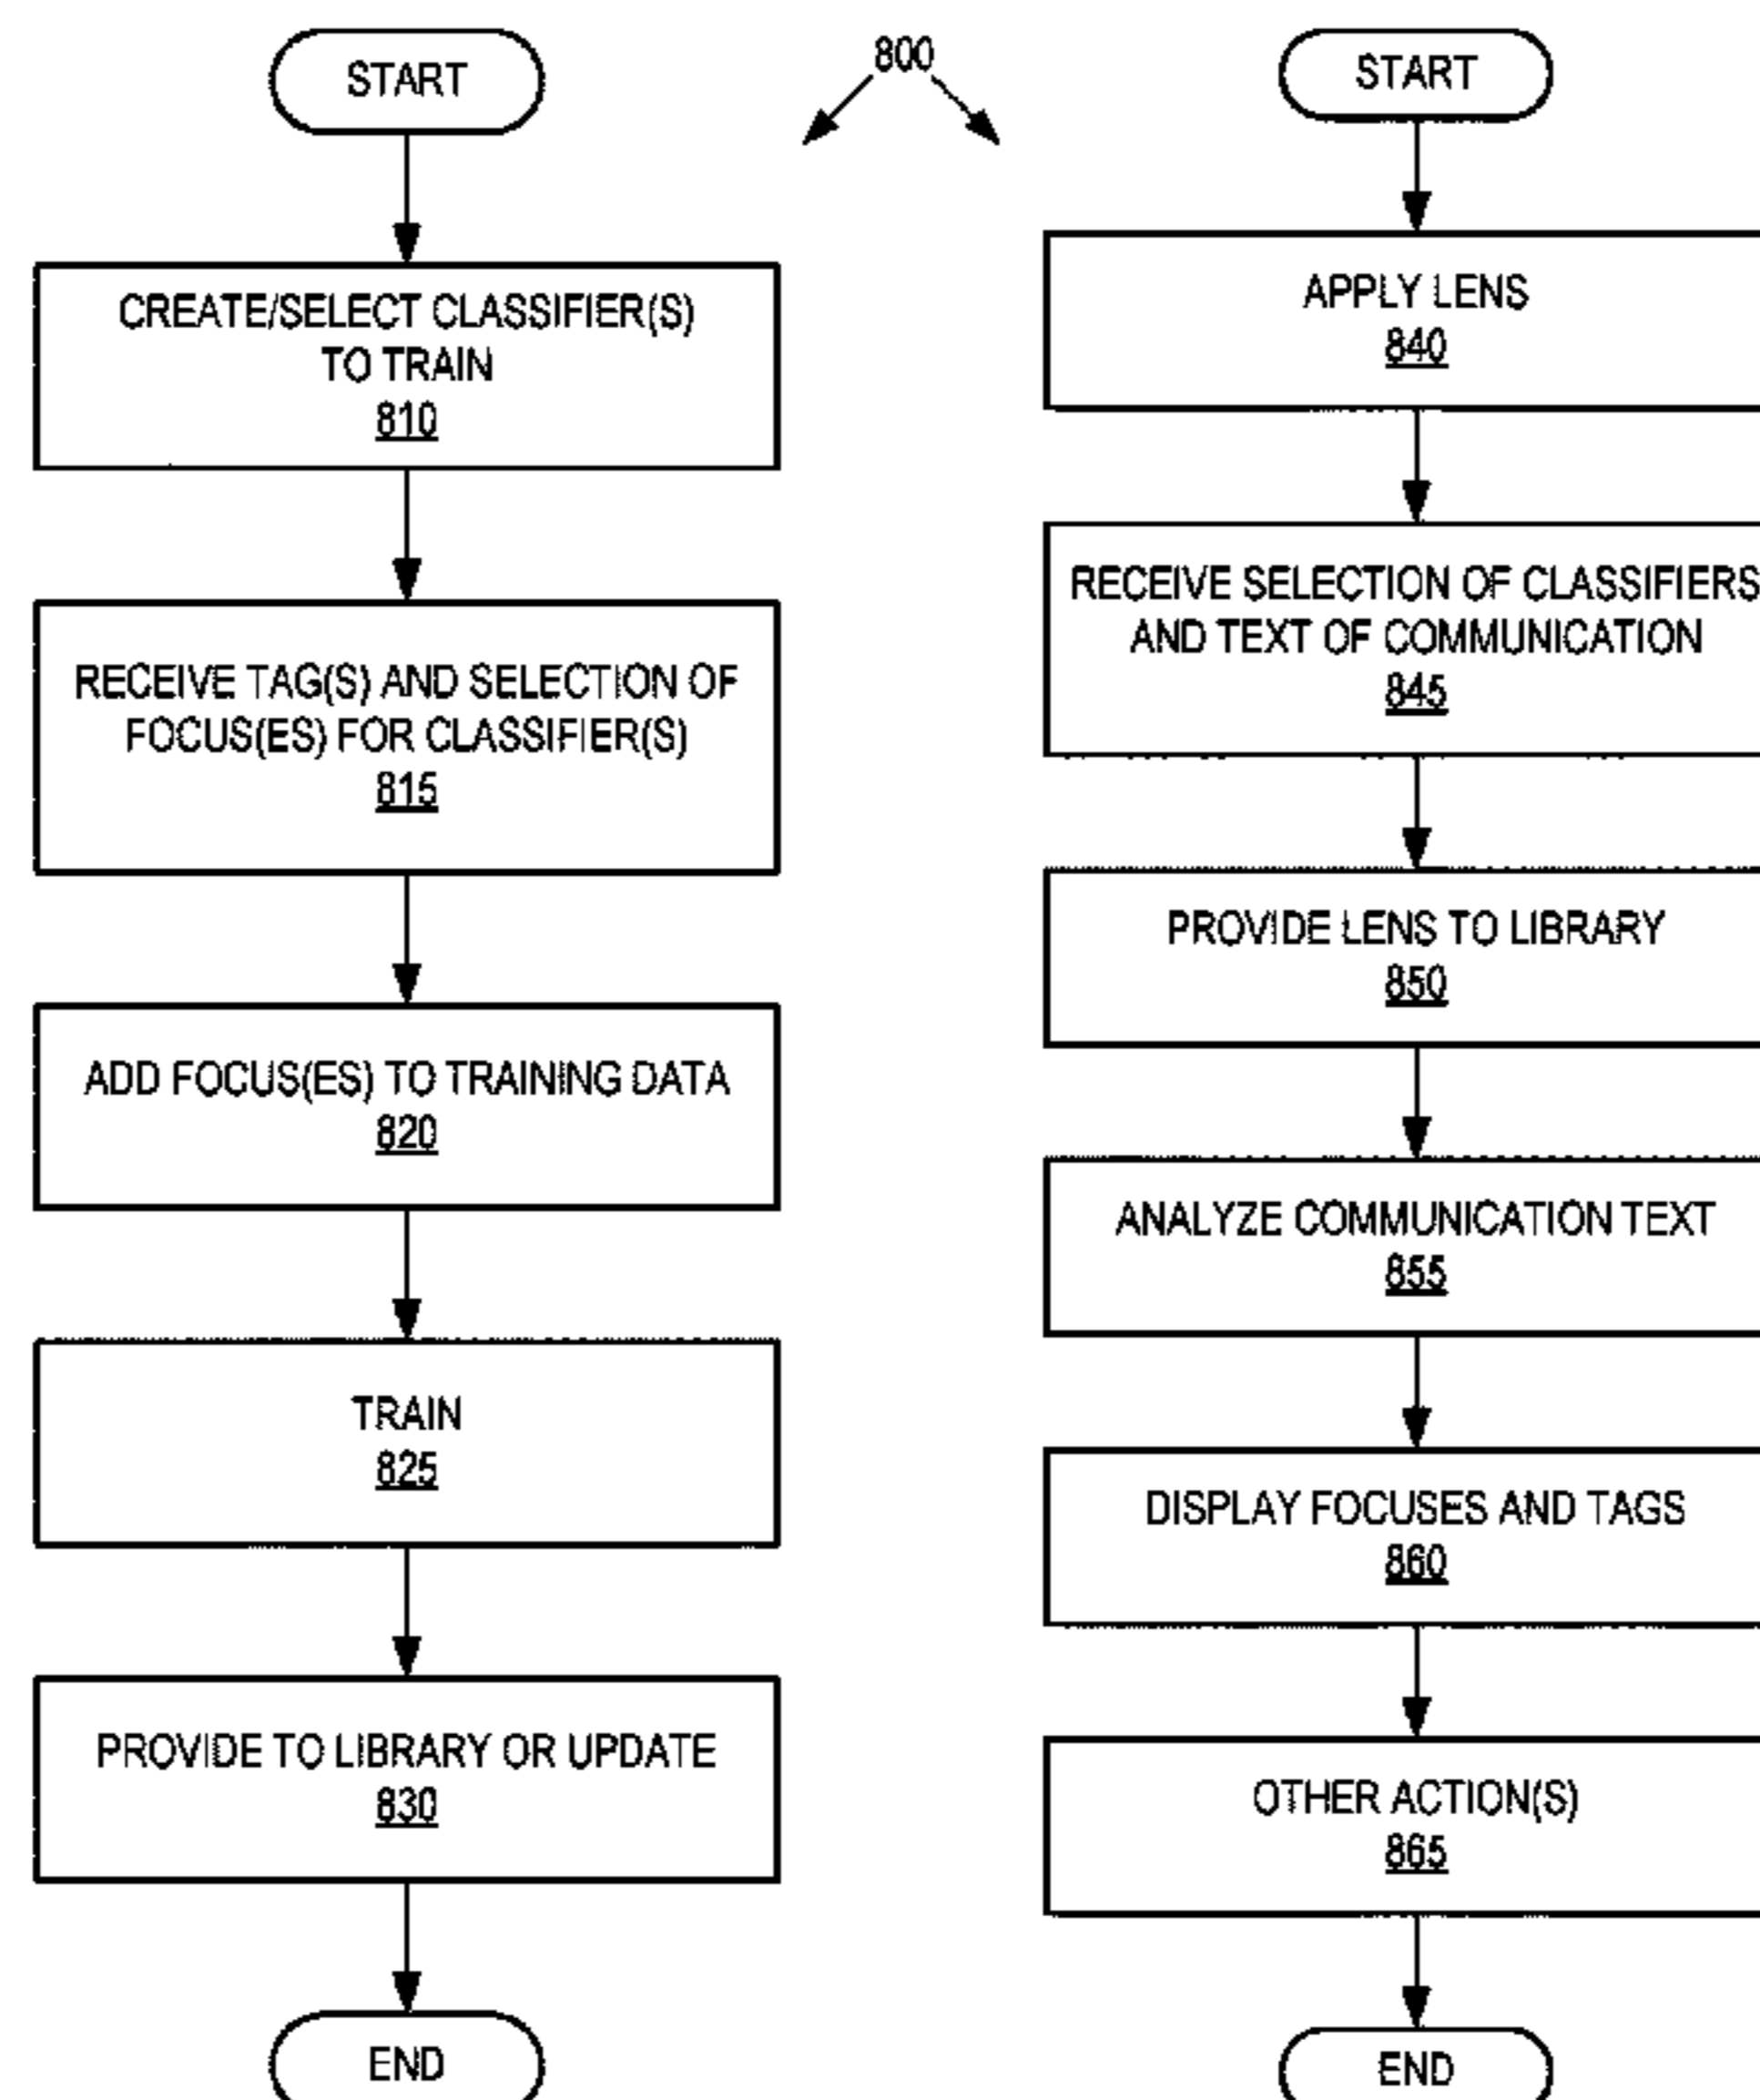 START
CREATE/SELECT CLASSIFIER(S)
TO TRAIN
810
RECEIVE TAG(S) AND SELECTION OF
FOCUS(ES) FOR CLASSIFIER(S)
815
ADD FOCUS(ES) TO TRAINING DATA
820
TRAIN
825
PROVIDE TO LIBRARY OR UPDATE
830
END
800
START
APPLY LENS
840
RECEIVE SELECTION OF CLASSIFIERS
AND TEXT OF COMMUNICATION
845
PROVIDE LENS TO LIBRARY
850
ANALYZE COMMUNICATION TEXT
855
DISPLAY FOCUSES AND TAGS
860
OTHER ACTION(S)
865
END